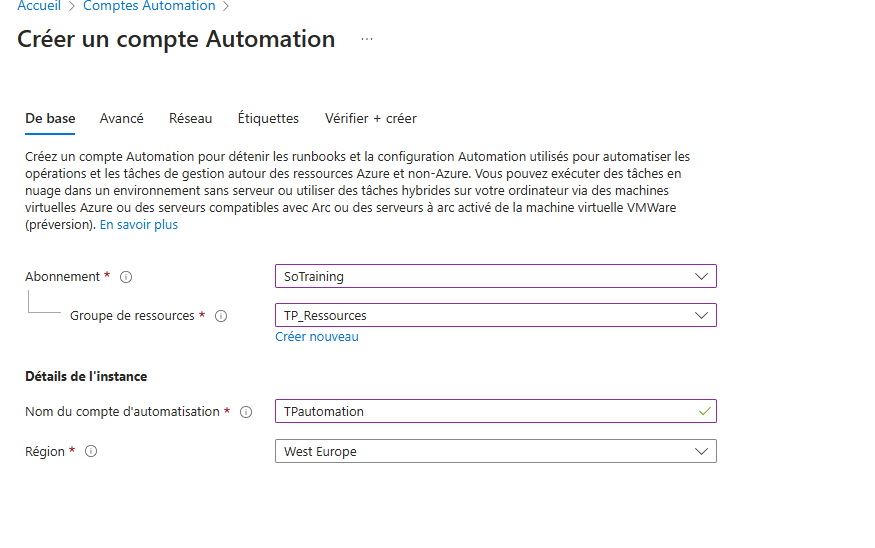 Accueil > Comptes Automation >
Créer un compte Automation ...
De base Avancé Réseau Étiquettes Vérifier + créer
Créez un compte Automation pour détenir les runbooks et la configuration Automation utilisés pour automatiser les
opérations et les tâches de gestion autour des ressources Azure et non-Azure. Vous pouvez exécuter des tâches en
nuage dans un environnement sans serveur ou utiliser des tâches hybrides sur votre ordinateur via des machines
virtuelles Azure ou des serveurs compatibles avec Arc ou des serveurs à arc activé de la machine virtuelle VMWare
(préversion). En savoir plus
Abonnement * SoTraining
Groupe de ressources * TP_Ressources
Créer nouveau
Détails de l'instance
Nom du compte d'automatisation * TPautomation
Région * West Europe